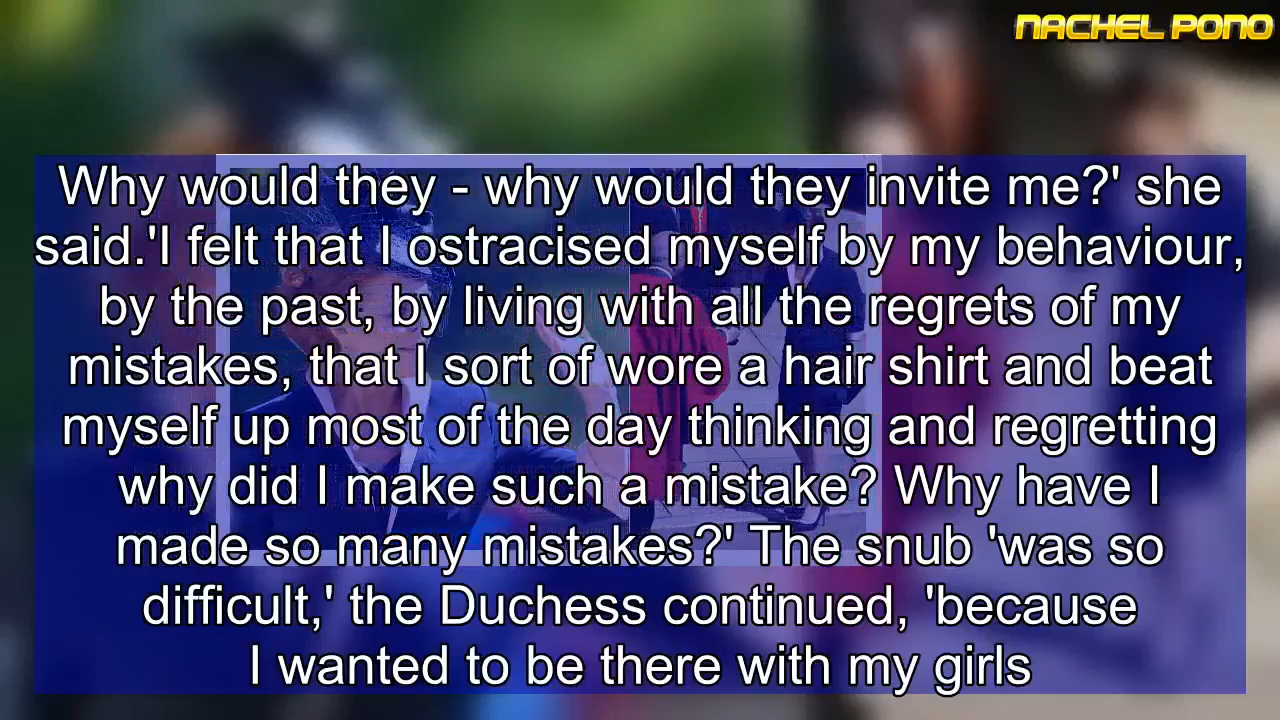 NACHEL PONO
Why would they - why would they invite me?' she
said.'I felt that I ostracised myself by my behaviour,
by the past, by living with all the regrets of my
mistakes, that I sort of wore a hair shirt and beat
myself up most of the day thinking and regretting
why did I make such a mistake? Why have I
made so many mistakes?' The snub 'was so
difficult,' the Duchess continued, 'because
I wanted to be there with my girls